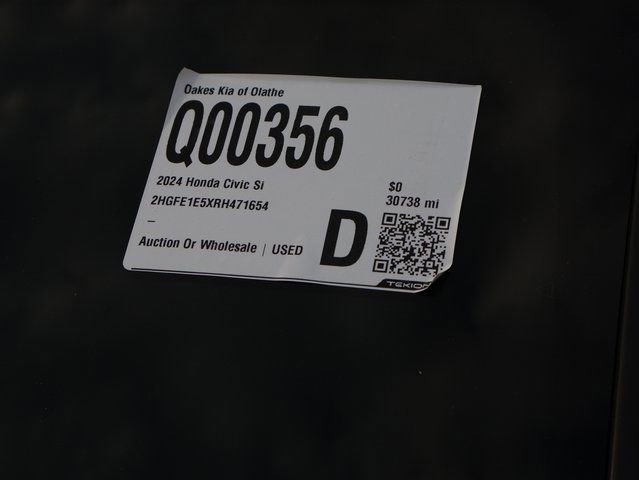 Oakes Kia of Olathe
Q00356
2024 Honda Civic Si
2HGFE1E5XRH471654
–
$0
30738 mi
D
Auction Or Wholesale | USED
TEKION